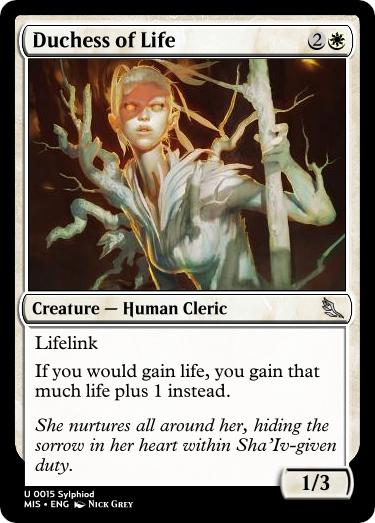 Duchess of Life 2
Creature — Human Cleric
Lifelink
If you would gain life, you gain that
much life plus 1 instead.
She nurtures all around her, hiding the
sorrow in her heart within Sha'Iv-given
duty.
1/3
U 0015 Sylphiod
MIS • ENG Nick Grey